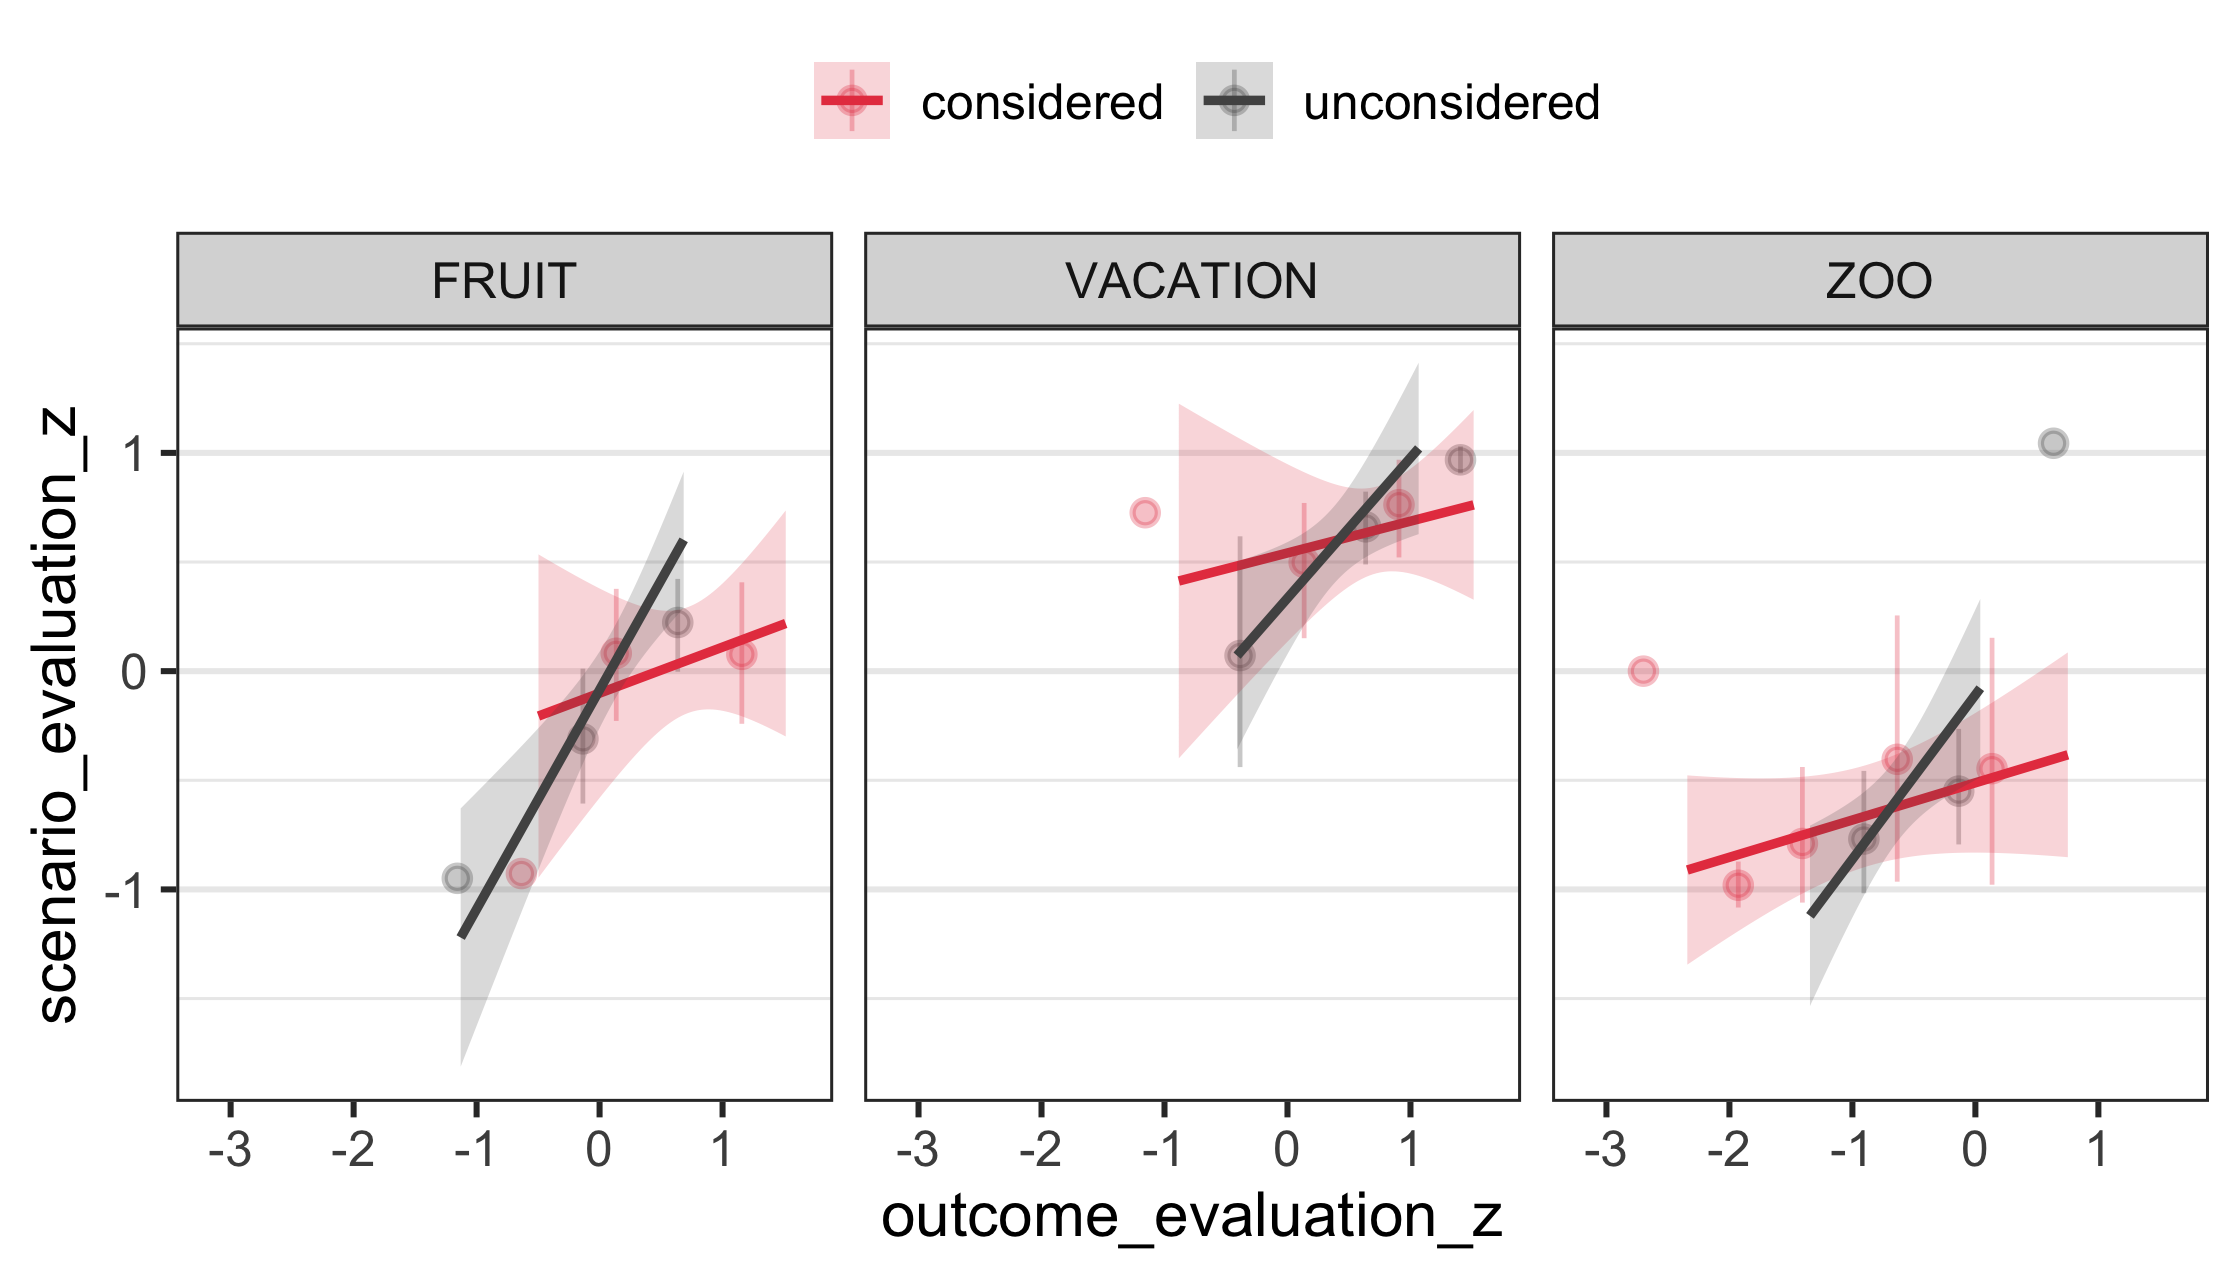 considered unconsidered
FRUIT VACATION ZOO
scenario_evaluation_z
1
0
-1
-3 -2 -1 0 1 -3 -2 -1 0 1 -3 -2 -1 0 1
outcome_evaluation_z